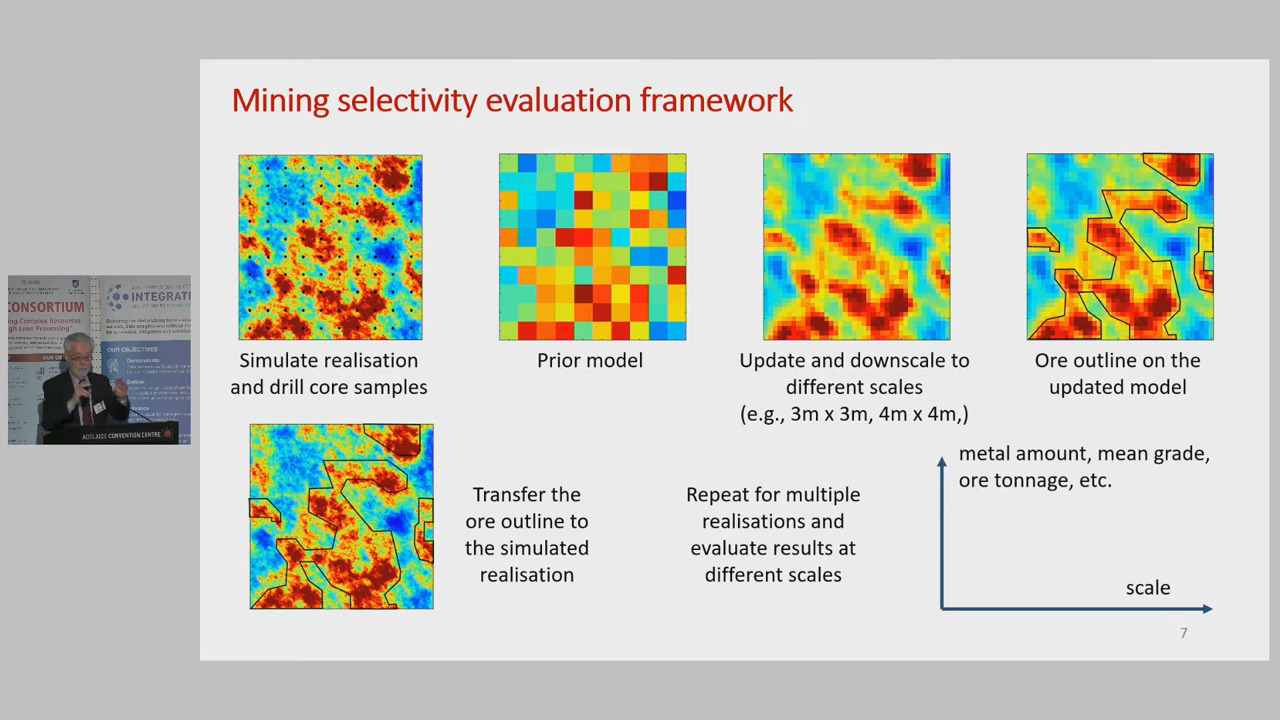 Mining selectivity evaluation framework
Simulate realisation
and drill core samples
Prior model
Update and downscale to
different scales
(e.g., 3m x 3m, 4m x 4m,)
Ore outline on the
updated model
Transfer the
ore outline to
the simulated
realisation
Repeat for multiple
realisations and
evaluate results at
different scales
metal amount, mean grade,
ore tonnage, etc.
scale
7
CONSORTIUM
INTEGRAT
OUR OBJECTIVES
ADELAIDE CONVENTION CENTRE